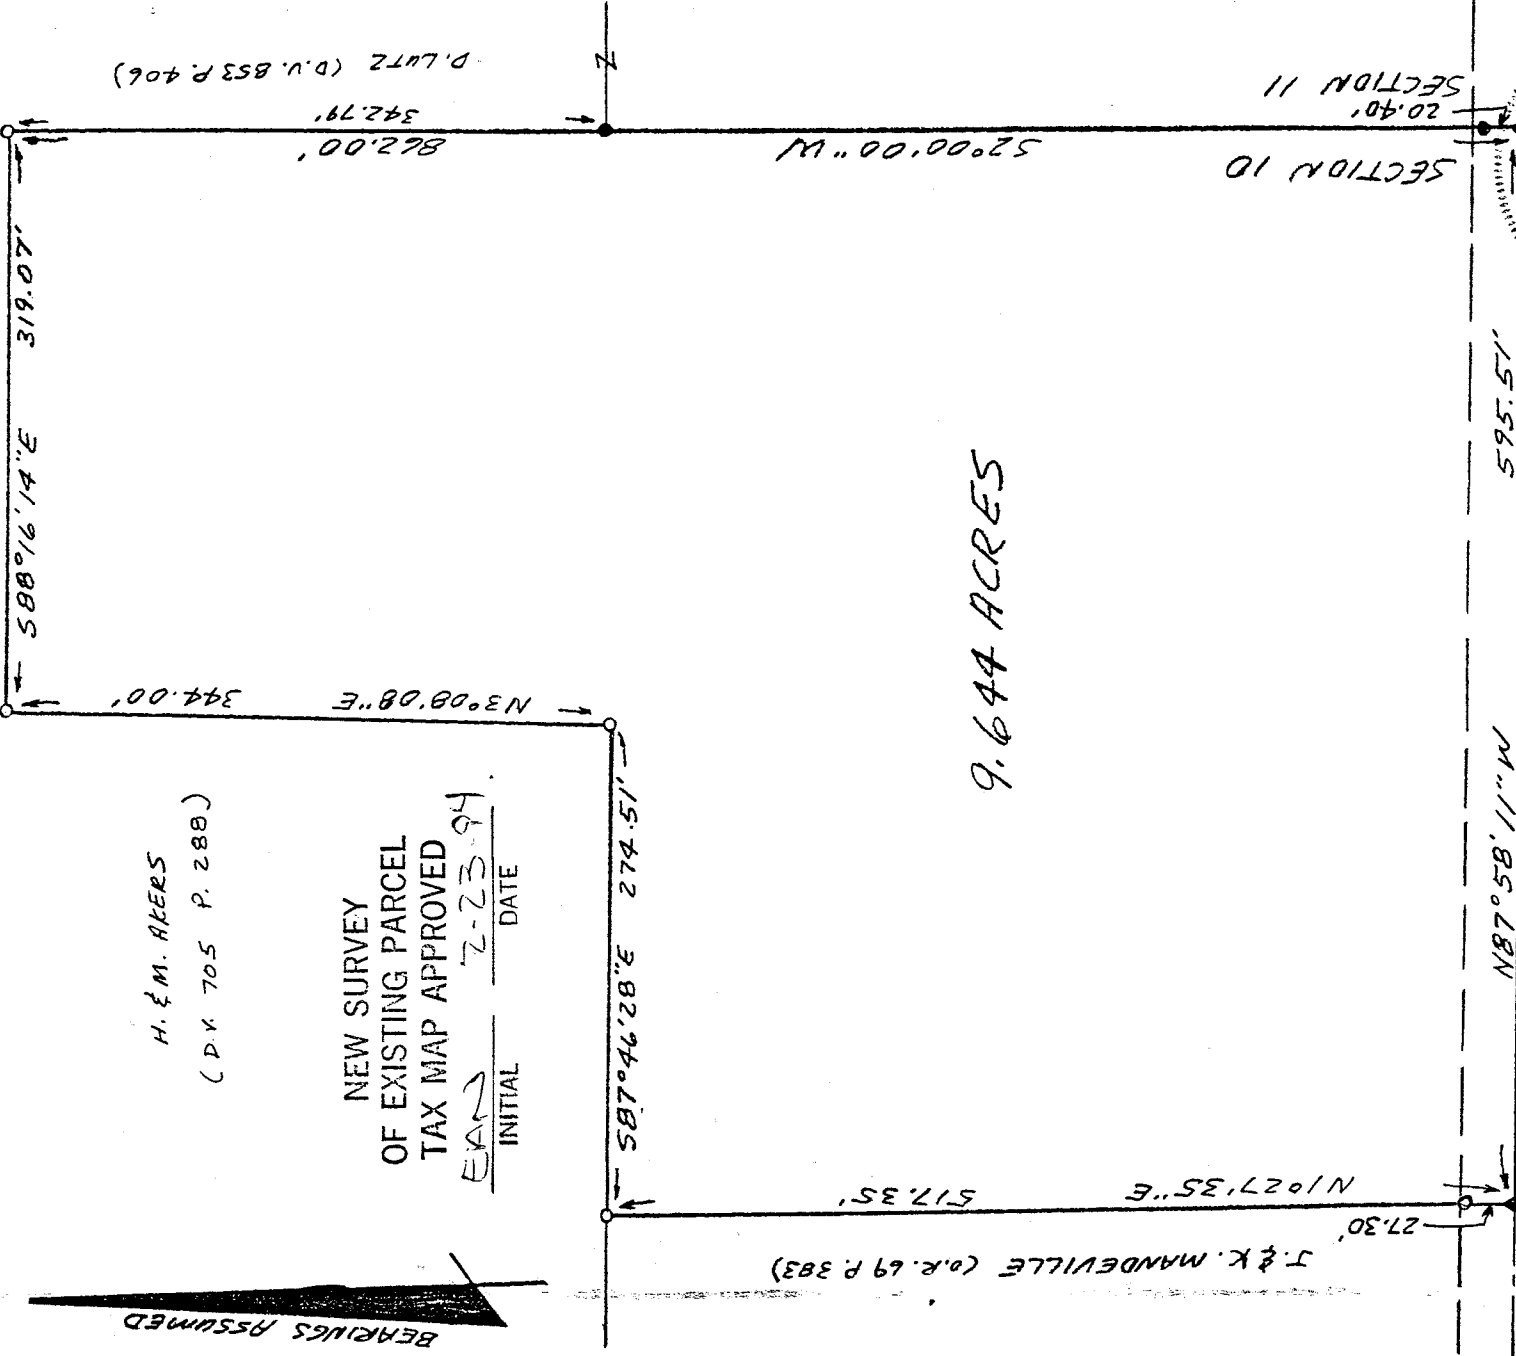 D. LUTZ (D.V. 853 P. 406)
342.79'
862.00'
S2°00'00"W
N
SECTION 11
20.40'
SECTION 10
S88°16'14"E 319.07'
N3°08'08"E 344.00'
H. & M. AKERS
(D.V. 705 P. 288)
NEW SURVEY
OF EXISTING PARCEL
TAX MAP APPROVED
2-23-94
INITIAL DATE
S87°46'28"E 274.51'
9.644 ACRES
595.51'
N87°58'11"W
N1°27'35"E 517.35'
27.30'
J. & K. MANDEVILLE (O.R. 69 P. 383)
BEARINGS ASSUMED